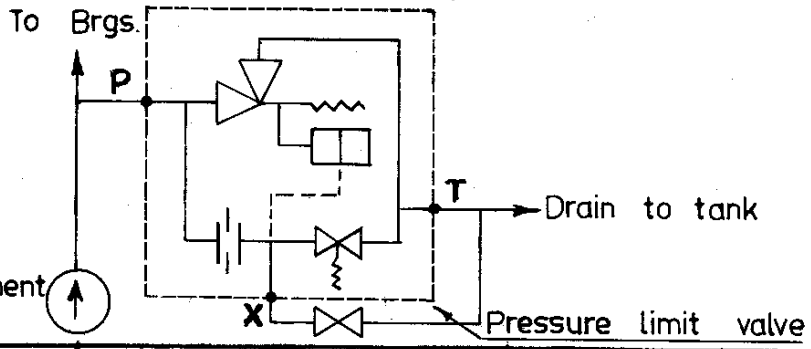 To Brgs.
P
T
Drain to tank
X
Pressure limit valve